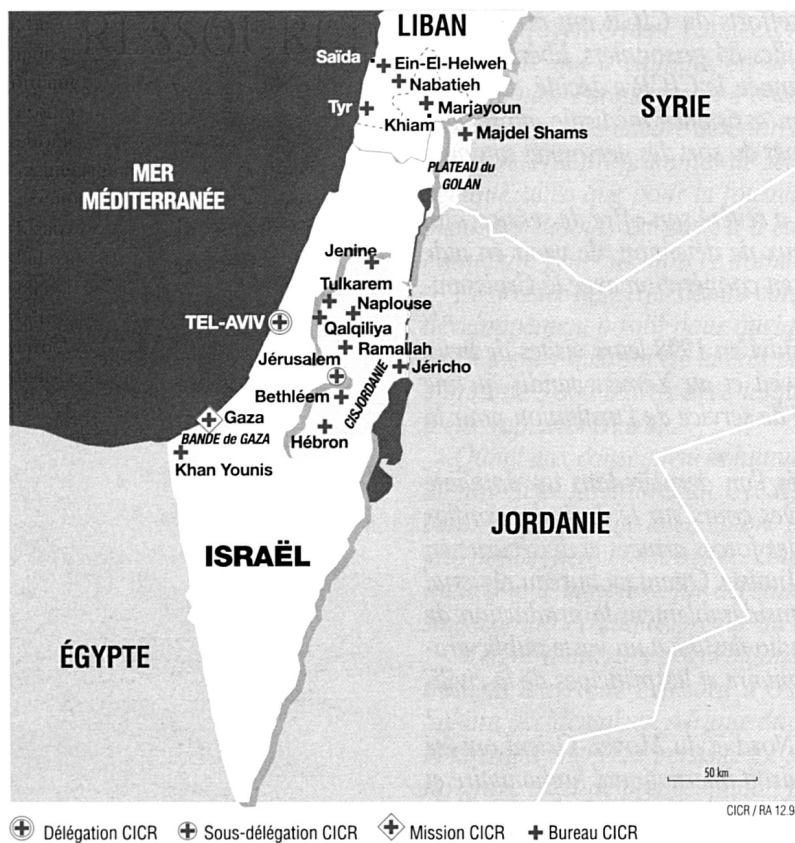 LIBAN
Saïda
Ein-El-Helweh
Nabatieh
Tyr
Marjayoun
Khiam
SYRIE
Majdel Shams
MER
MÉDITERRANÉE
PLATEAU du
GOLAN
Jenine
Tulkarem
Naplouse
TEL-AVIV
Qalqiliya
Ramallah
Jérusalem
Jéricho
Bethléem
CISJORDANIE
Gaza
BANDE de GAZA
Hébron
Khan Younis
JORDANIE
ISRAËL
ÉGYPTE
50 km
CICR / RA 12.9
Délégation CICR
Sous-délégation CICR
Mission CICR
Bureau CICR